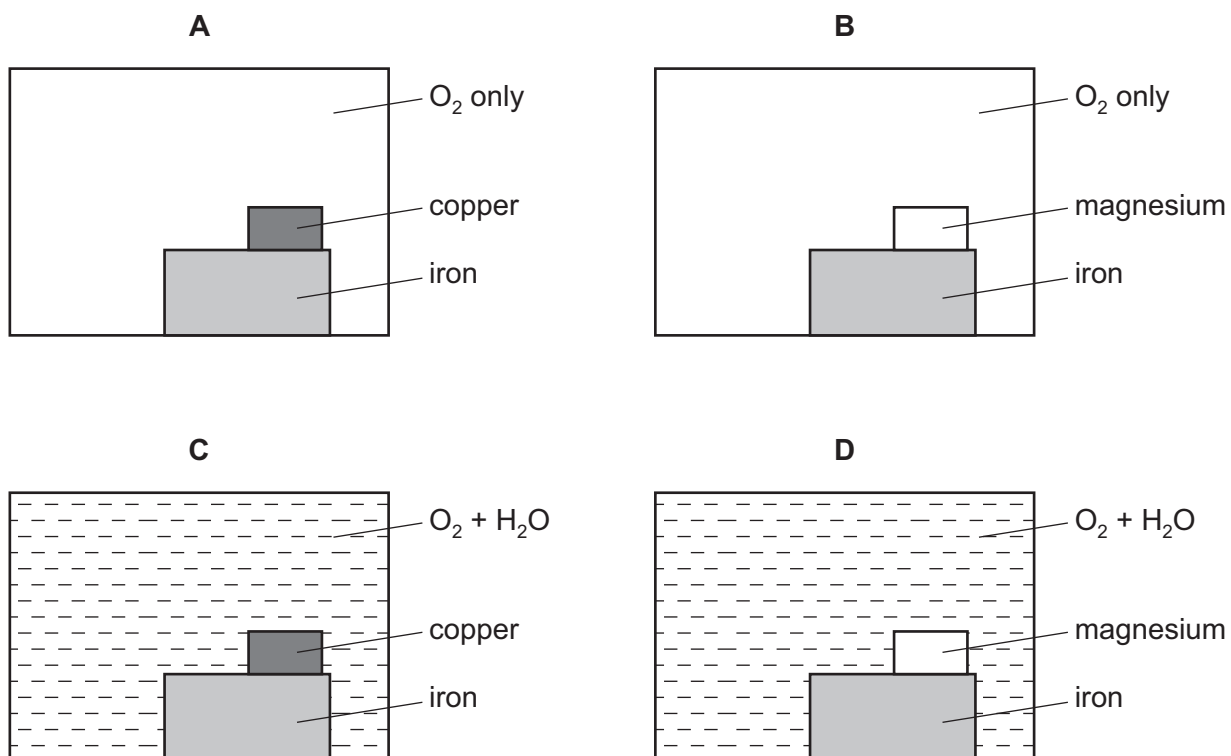 A
O₂ only
copper
iron
B
O₂ only
magnesium
iron
C
O₂ + H₂O
copper
iron
D
O₂ + H₂O
magnesium
iron